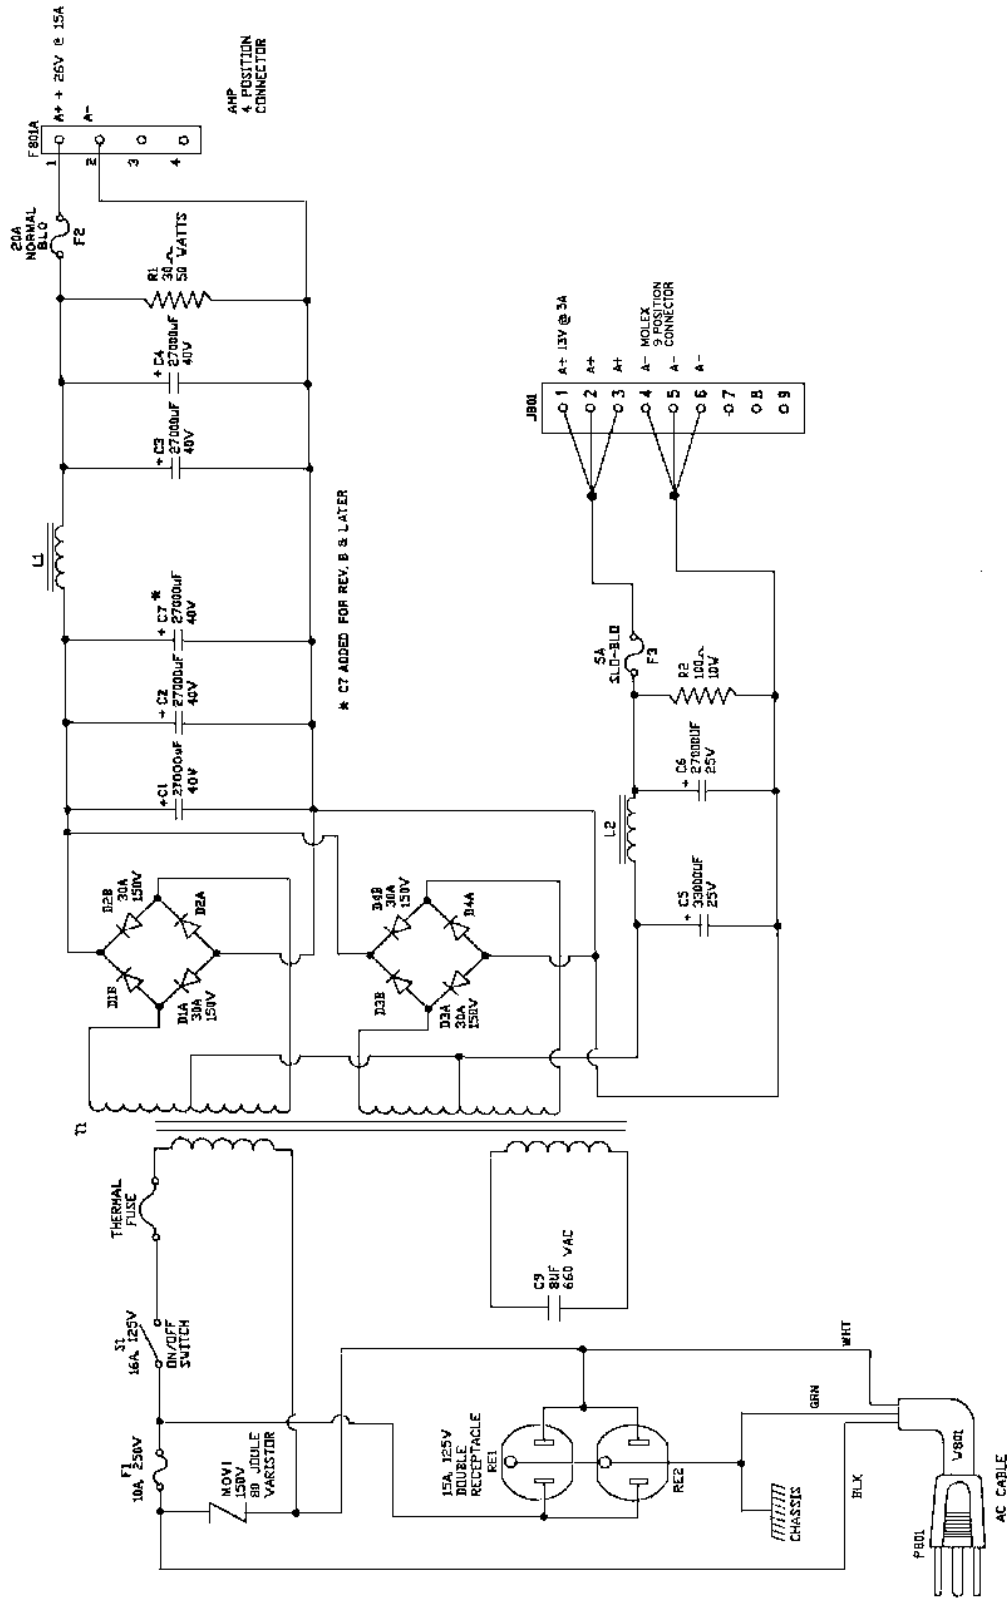 F801A
1 A+ + 26V @ 15A
2 A-
3
4
AMP
4 POSITION
CONNECTOR
20A
NORMAL
BLO
F2
R1
30
50 WATTS
+ C4
27000uF
40V
+ C3
27000uF
40V
L1
+ C7 *
27000uF
40V
+ C2
27000uF
40V
+C1
27000uF
40V
* C7 ADDED FOR REV. B & LATER
D2B
30A
150V
D2A
D1B
D1A
30A
150V
D4B
30A
150V
D4A
D3B
D3A
30A
150V
J801
1 A+ 13V @ 3A
2 A+
3 A+
4 A-
5 A-
6 A-
7
8
9
MOLEX
9 POSITION
CONNECTOR
5A
SLO-BLO
F3
R2
100
10W
L2
+ C6
27000UF
25V
+ C5
33000UF
25V
T1
THERMAL
FUSE
S1
16A, 125V
ON/OFF
SWITCH
F1
10A, 250V
MOV1
150V
80 JOULE
VARISTOR
C9
8UF
660 VAC
15A, 125V
DOUBLE
RECEPTACLE
RE1
RE2
CHASSIS
WHT
GRN
BLK
W801
P801
AC CABLE